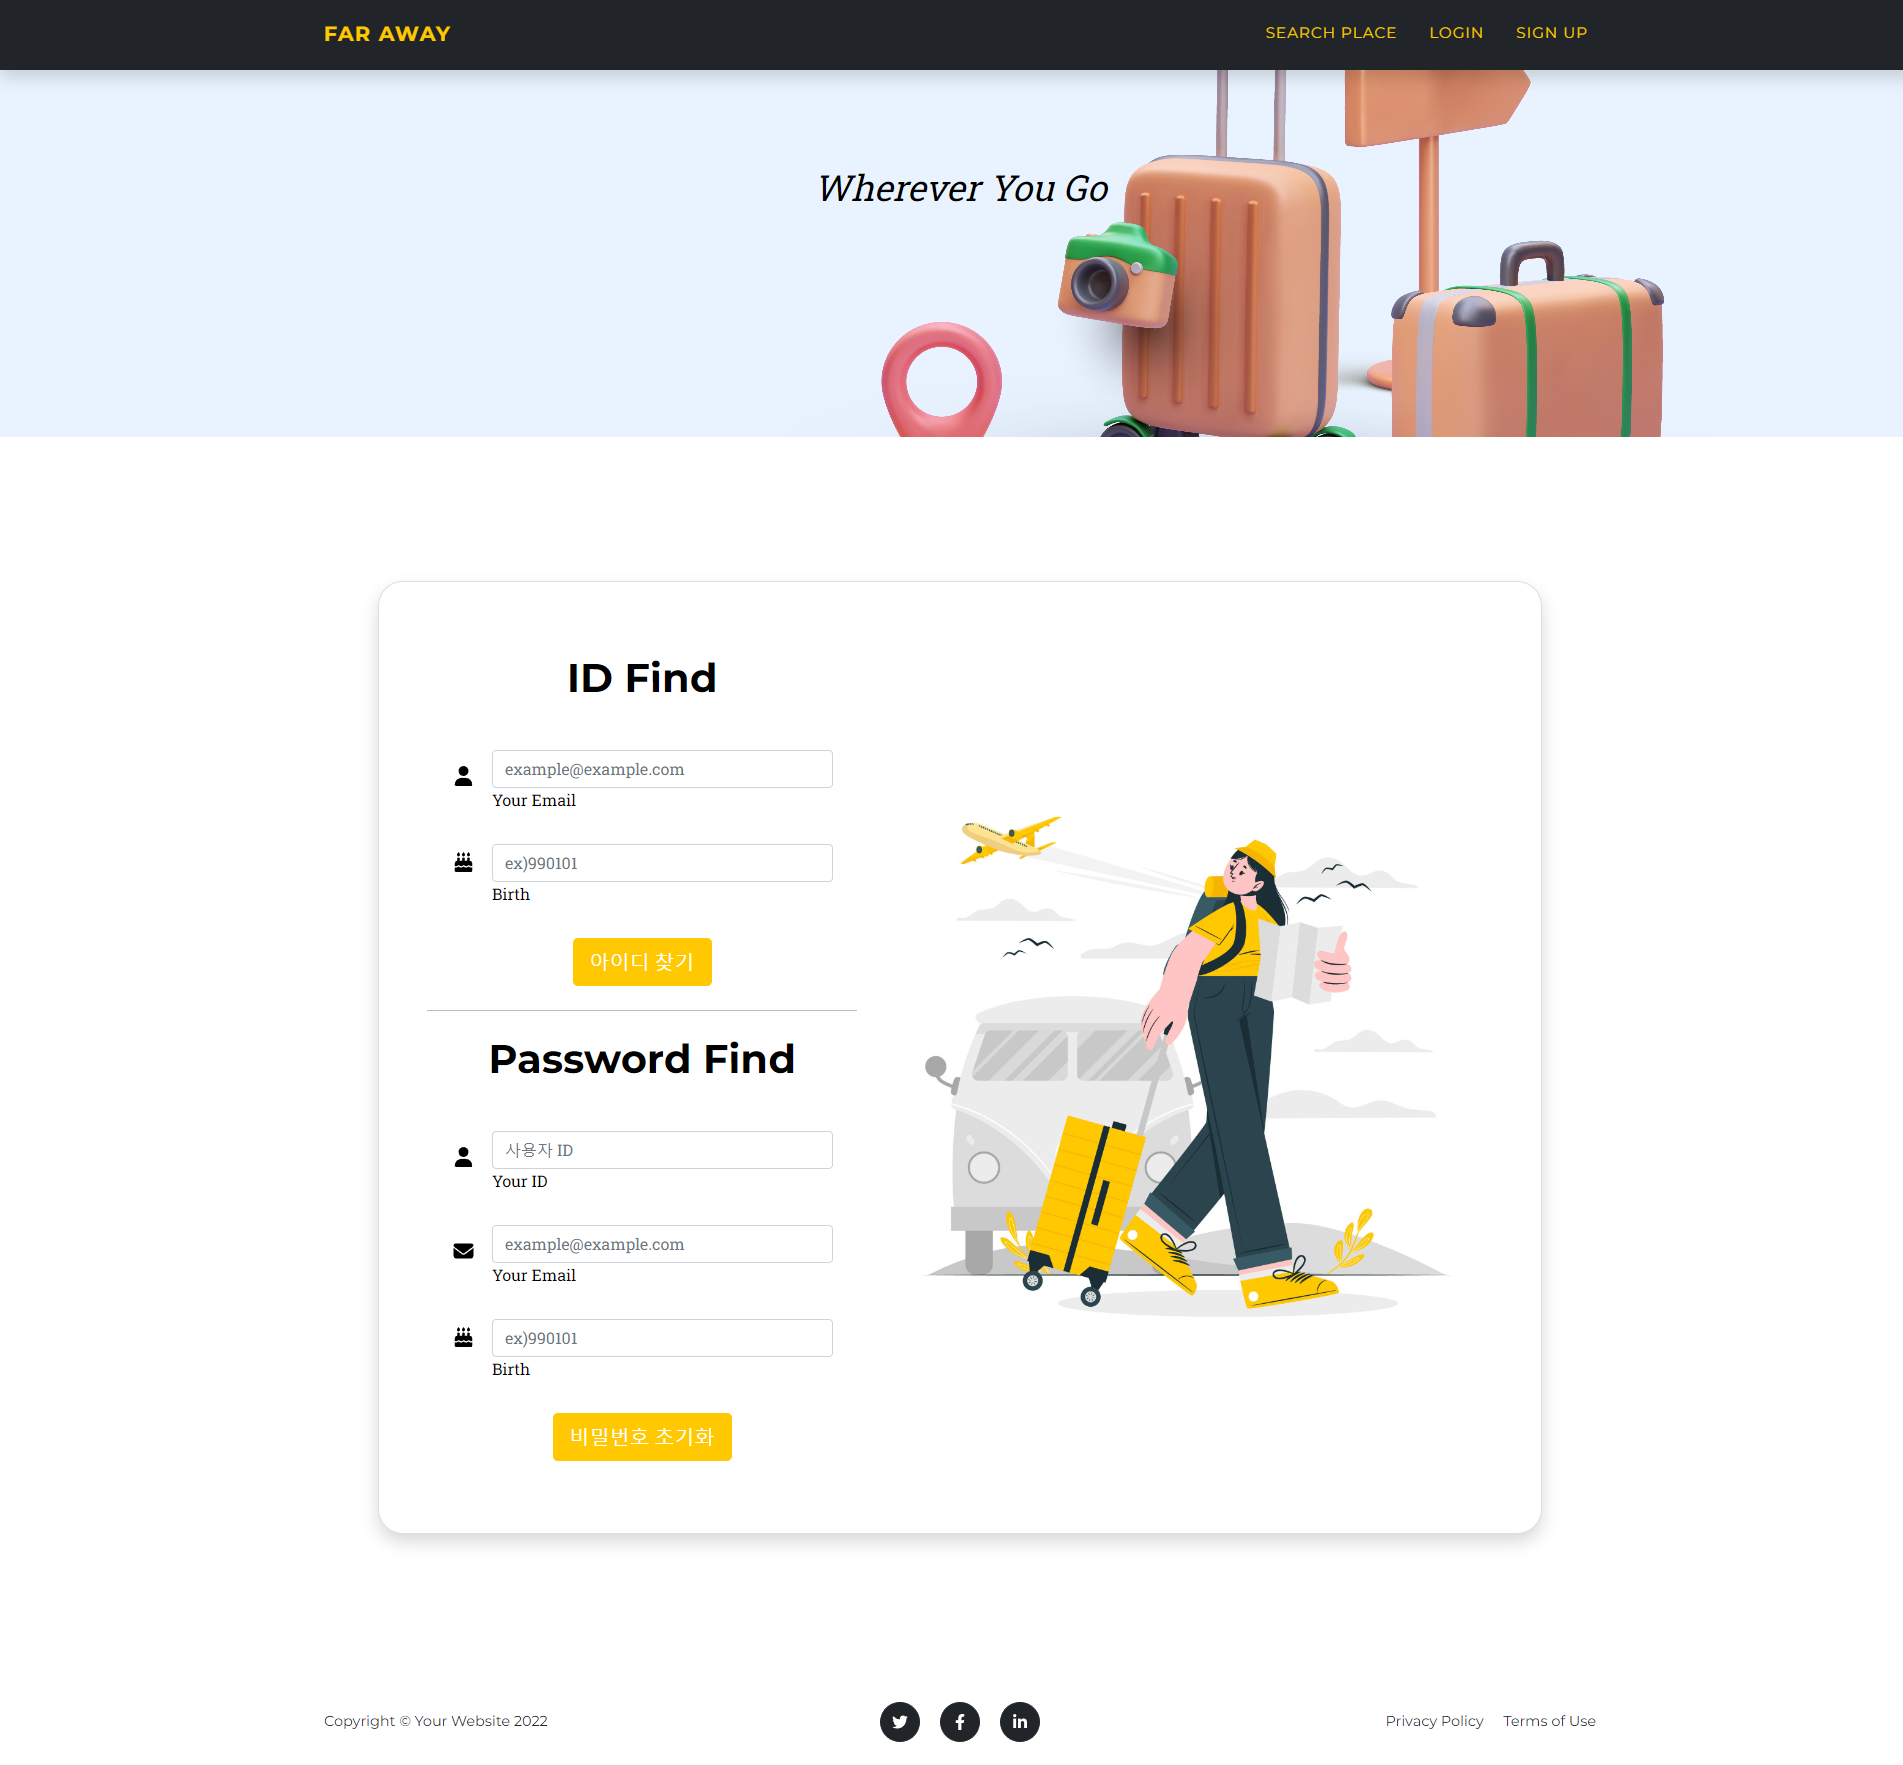 FAR AWAY
SEARCH PLACE
LOGIN
SIGN UP
Wherever You Go
ID Find
example@example.com
Your Email
ex)990101
Birth
아이디 찾기
Password Find
사용자 ID
Your ID
example@example.com
Your Email
ex)990101
Birth
비밀번호 초기화
Copyright © Your Website 2022
Privacy Policy
Terms of Use